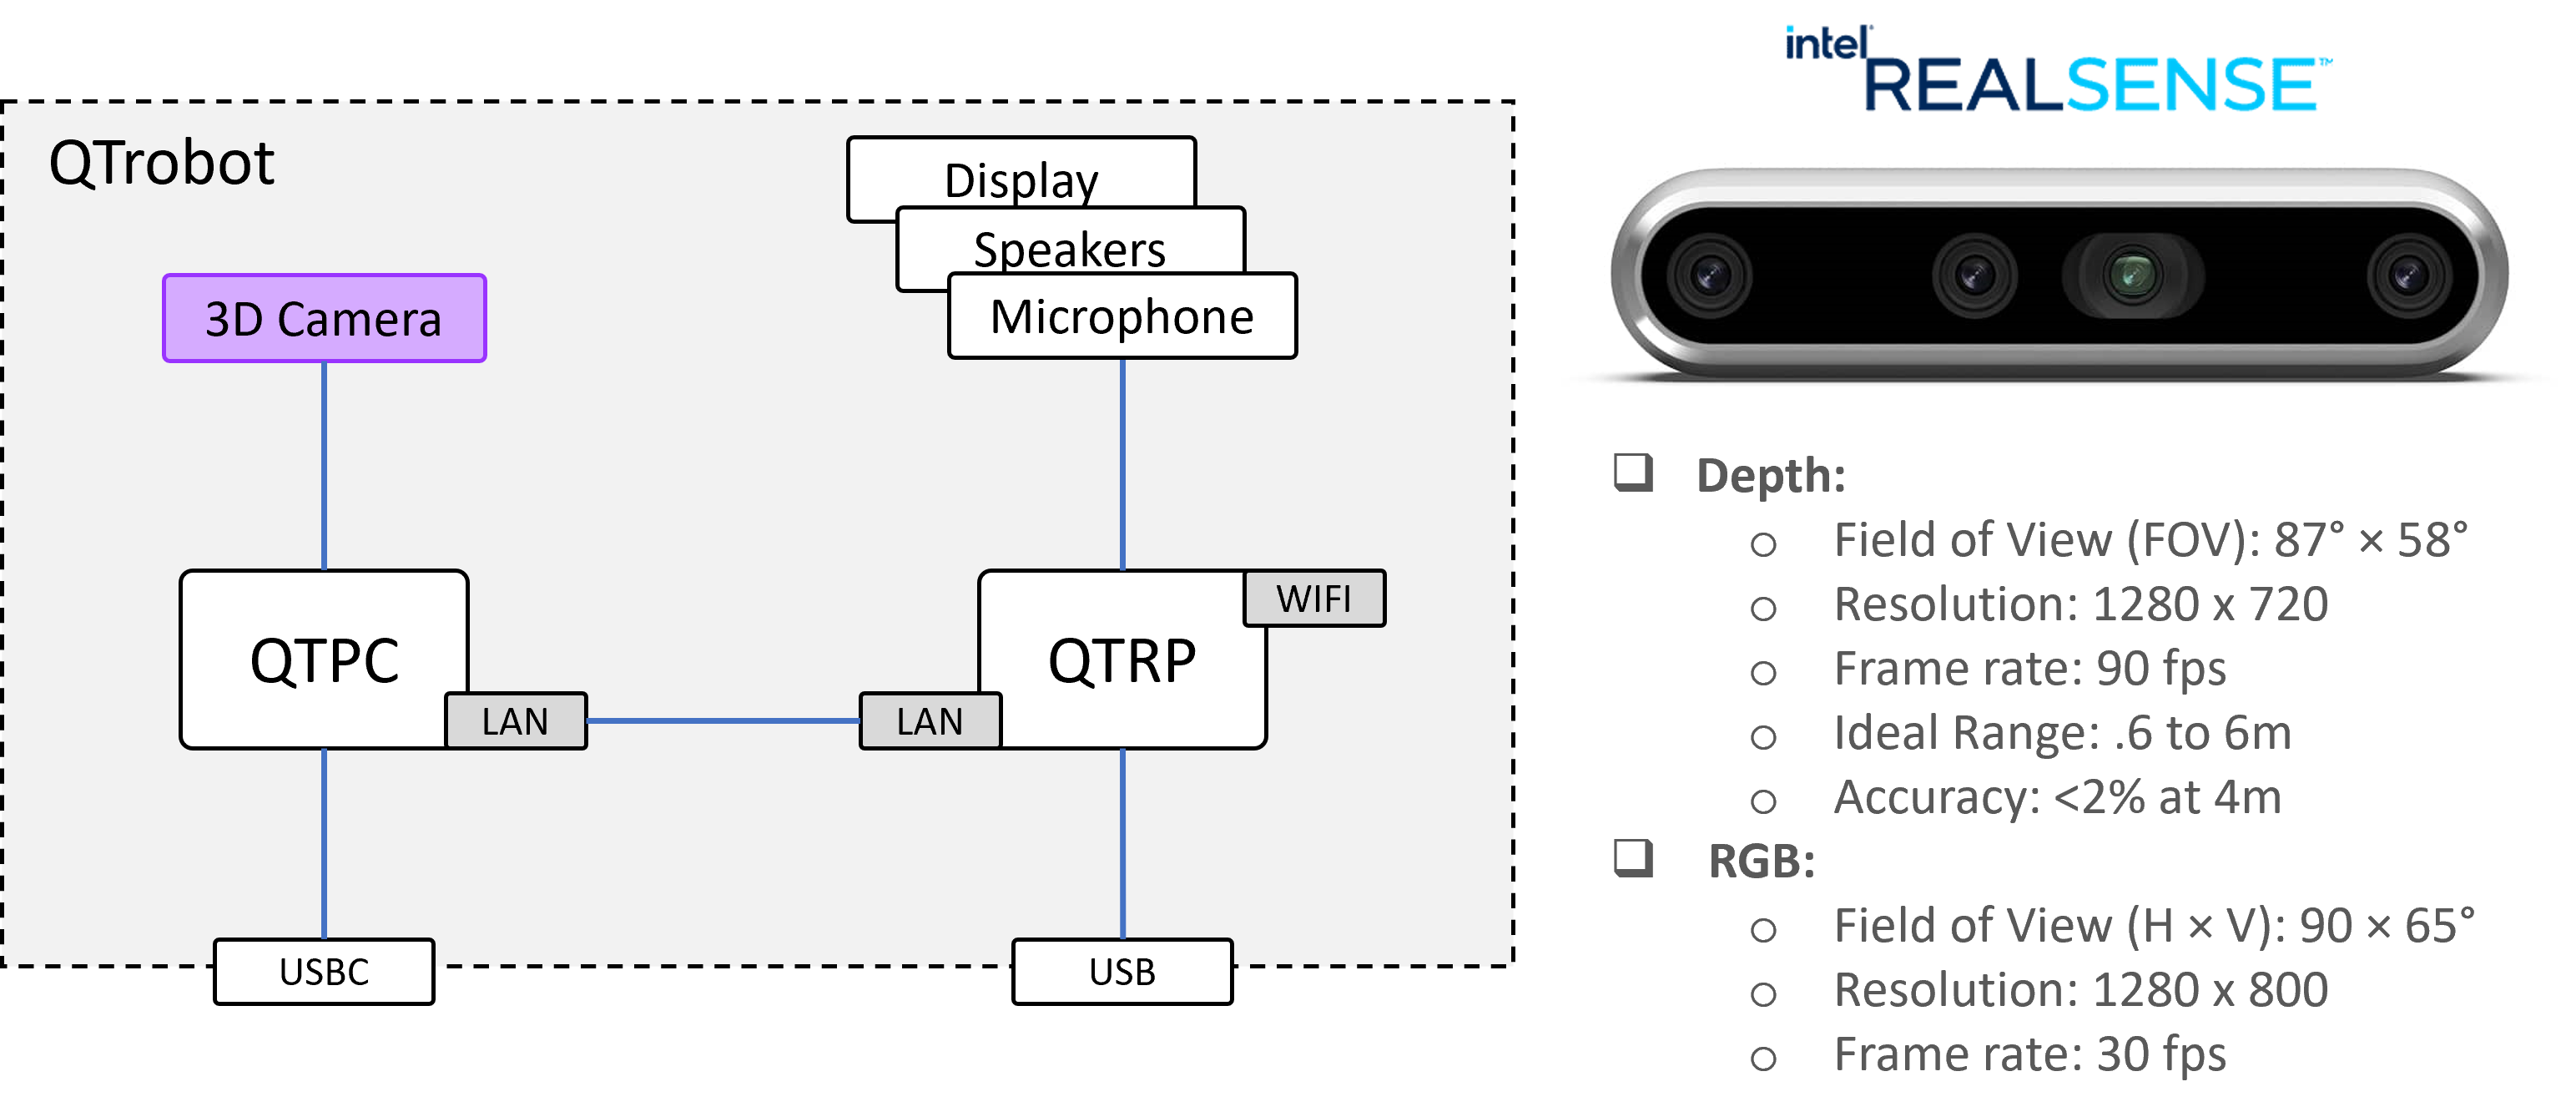 QTrobot
Display
Speakers
Microphone
3D Camera
QTPC
LAN
QTRP
WIFI
LAN
USBC
USB
intel
REALSENSE™
❑ Depth:
o Field of View (FOV): 87° × 58°
o Resolution: 1280 x 720
o Frame rate: 90 fps
o Ideal Range: .6 to 6m
o Accuracy: <2% at 4m
❑ RGB:
o Field of View (H × V): 90 × 65°
o Resolution: 1280 x 800
o Frame rate: 30 fps